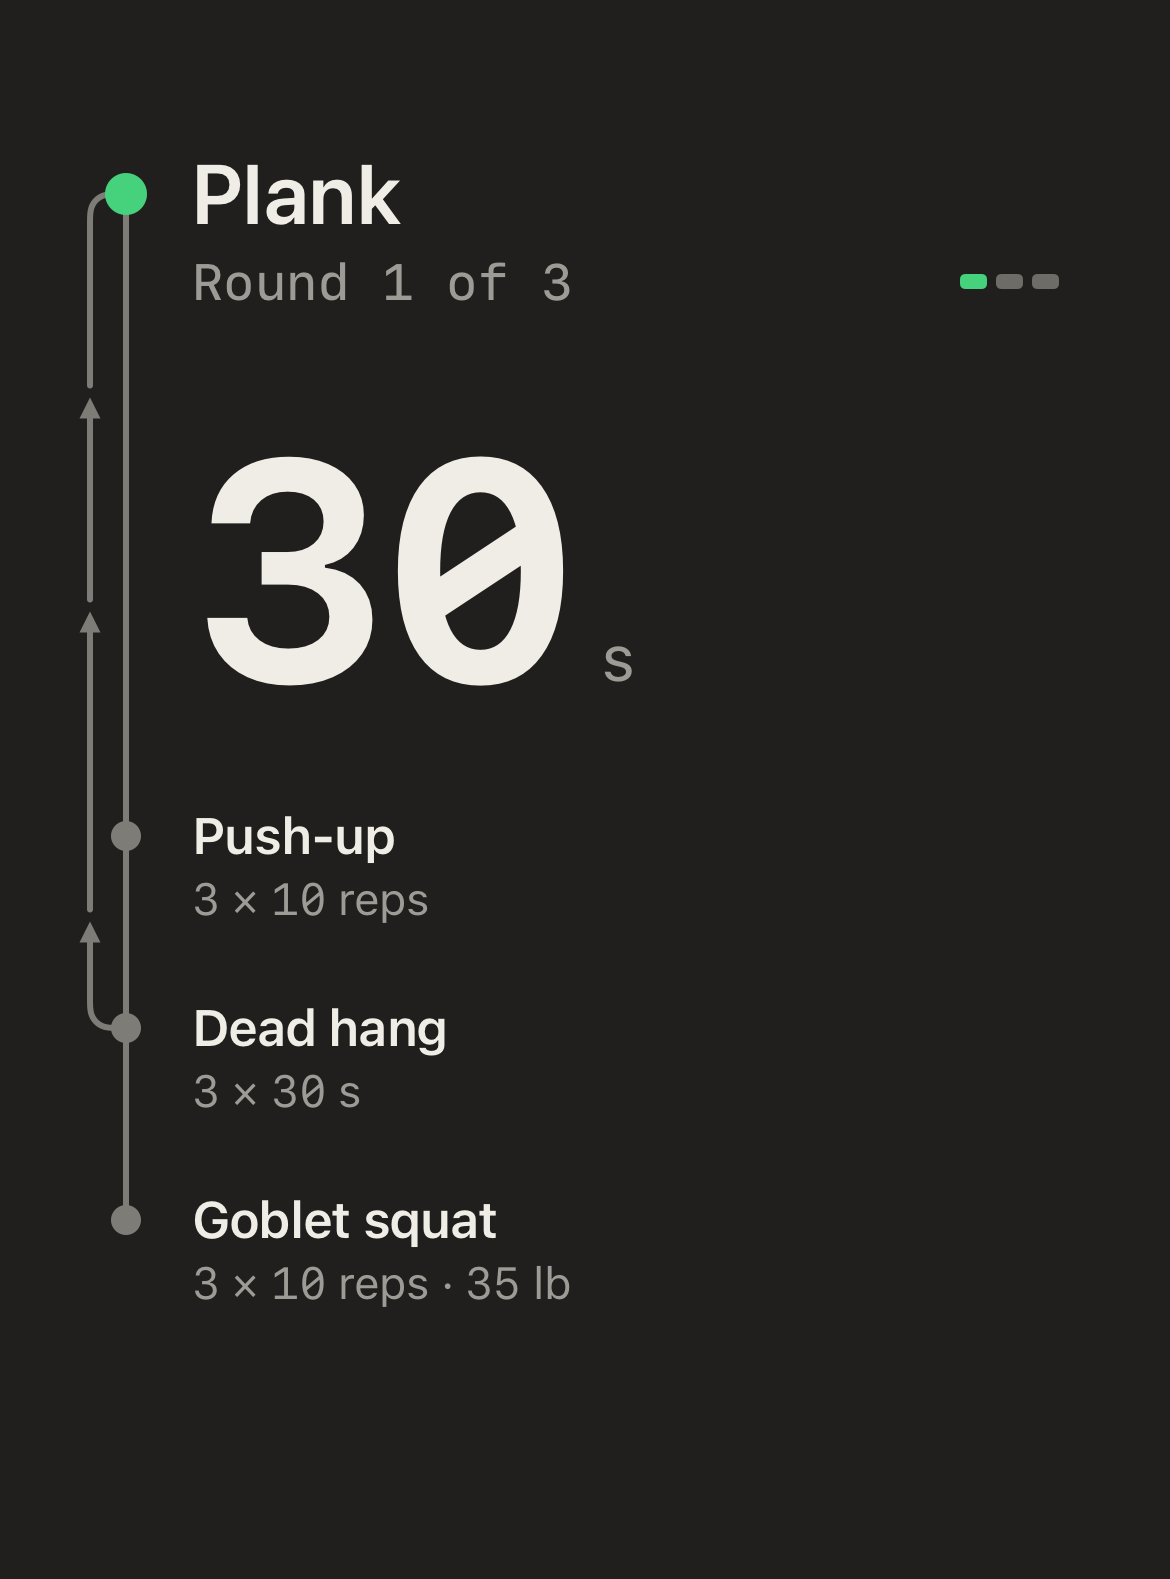 Plank
Round 1 of 3
30 s
Push-up
3 × 10 reps
Dead hang
3 × 30 s
Goblet squat
3 × 10 reps · 35 lb